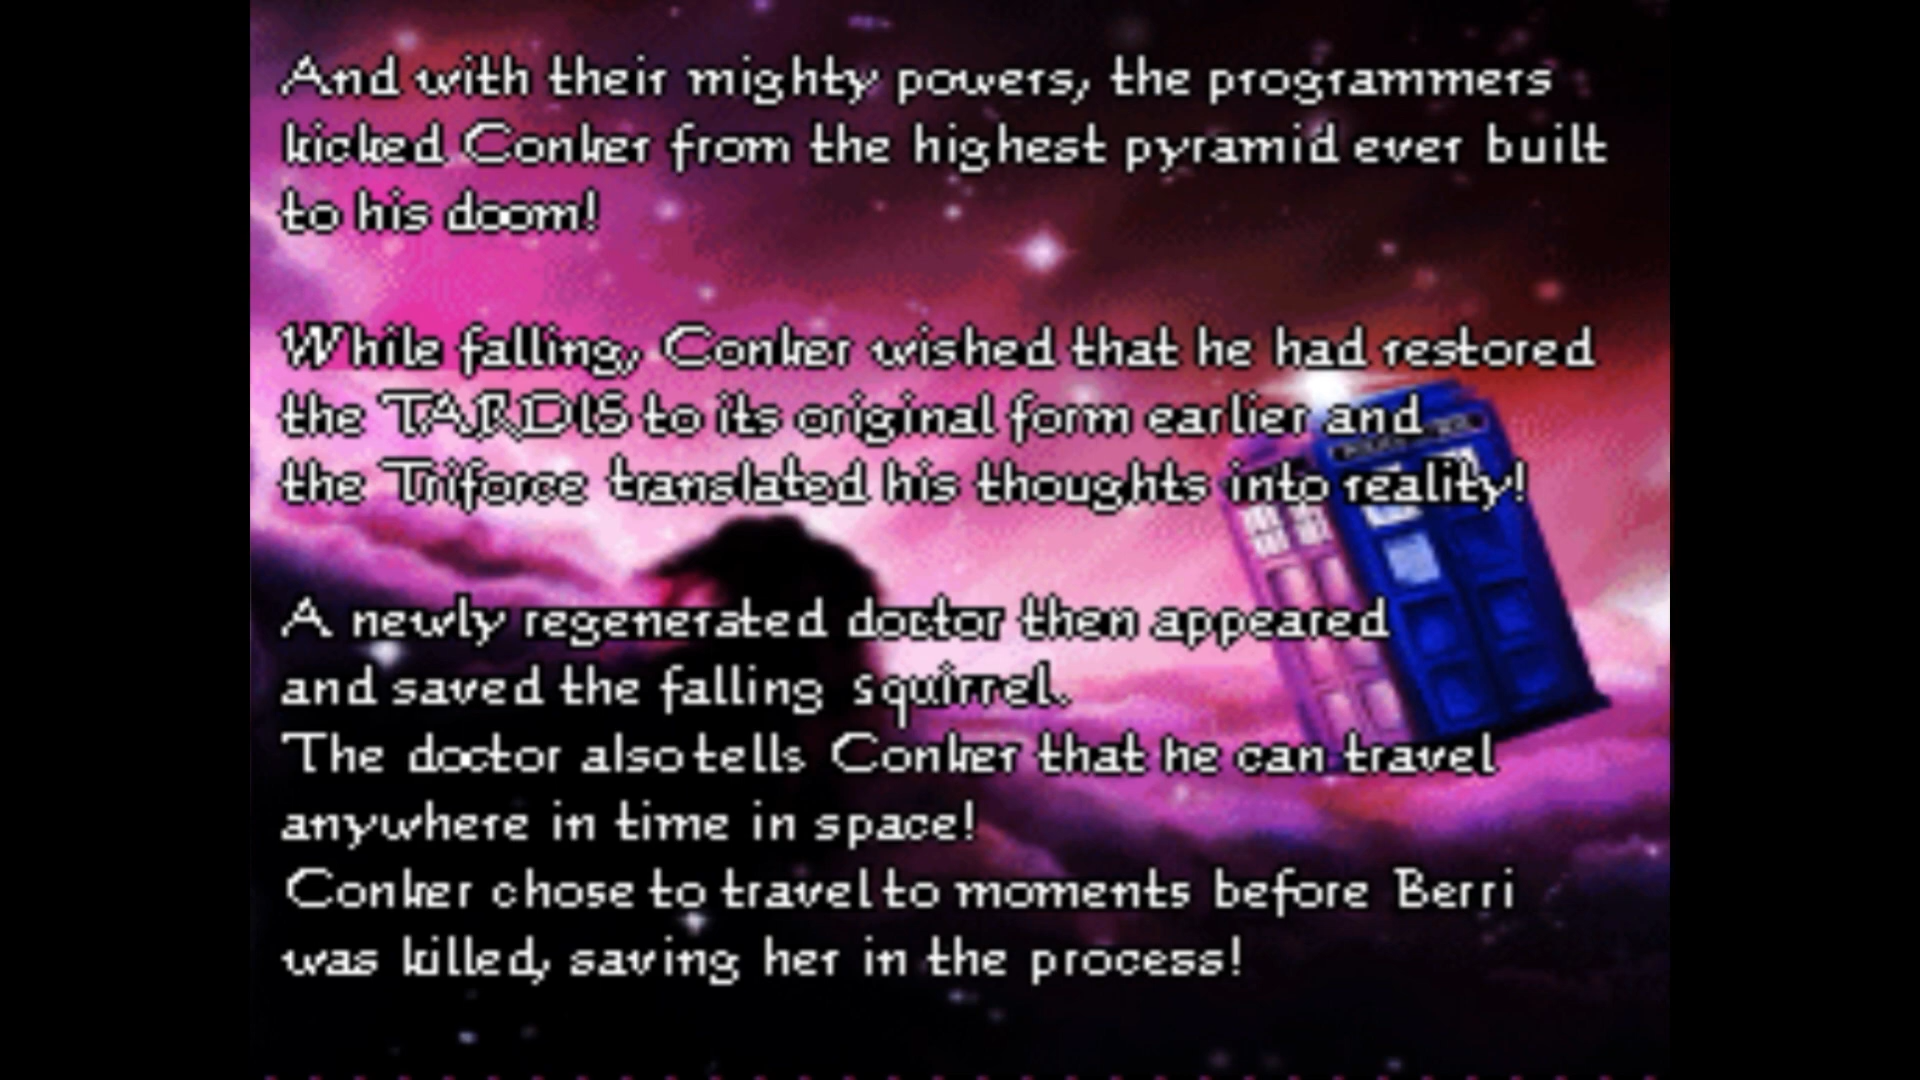 And with their mighty powers, the programmers
kicked Conker from the highest pyramid ever built
to his doom!
While falling, Conker wished that he had restored
the TARDIS to its original form earlier and
the Triforce translated his thoughts into reality!
A newly regenerated doctor then appeared
and saved the falling squirrel.
The doctor also tells Conker that he can travel
anywhere in time in space!
Conker chose to travel to moments before Berri
was killed, saving her in the process!